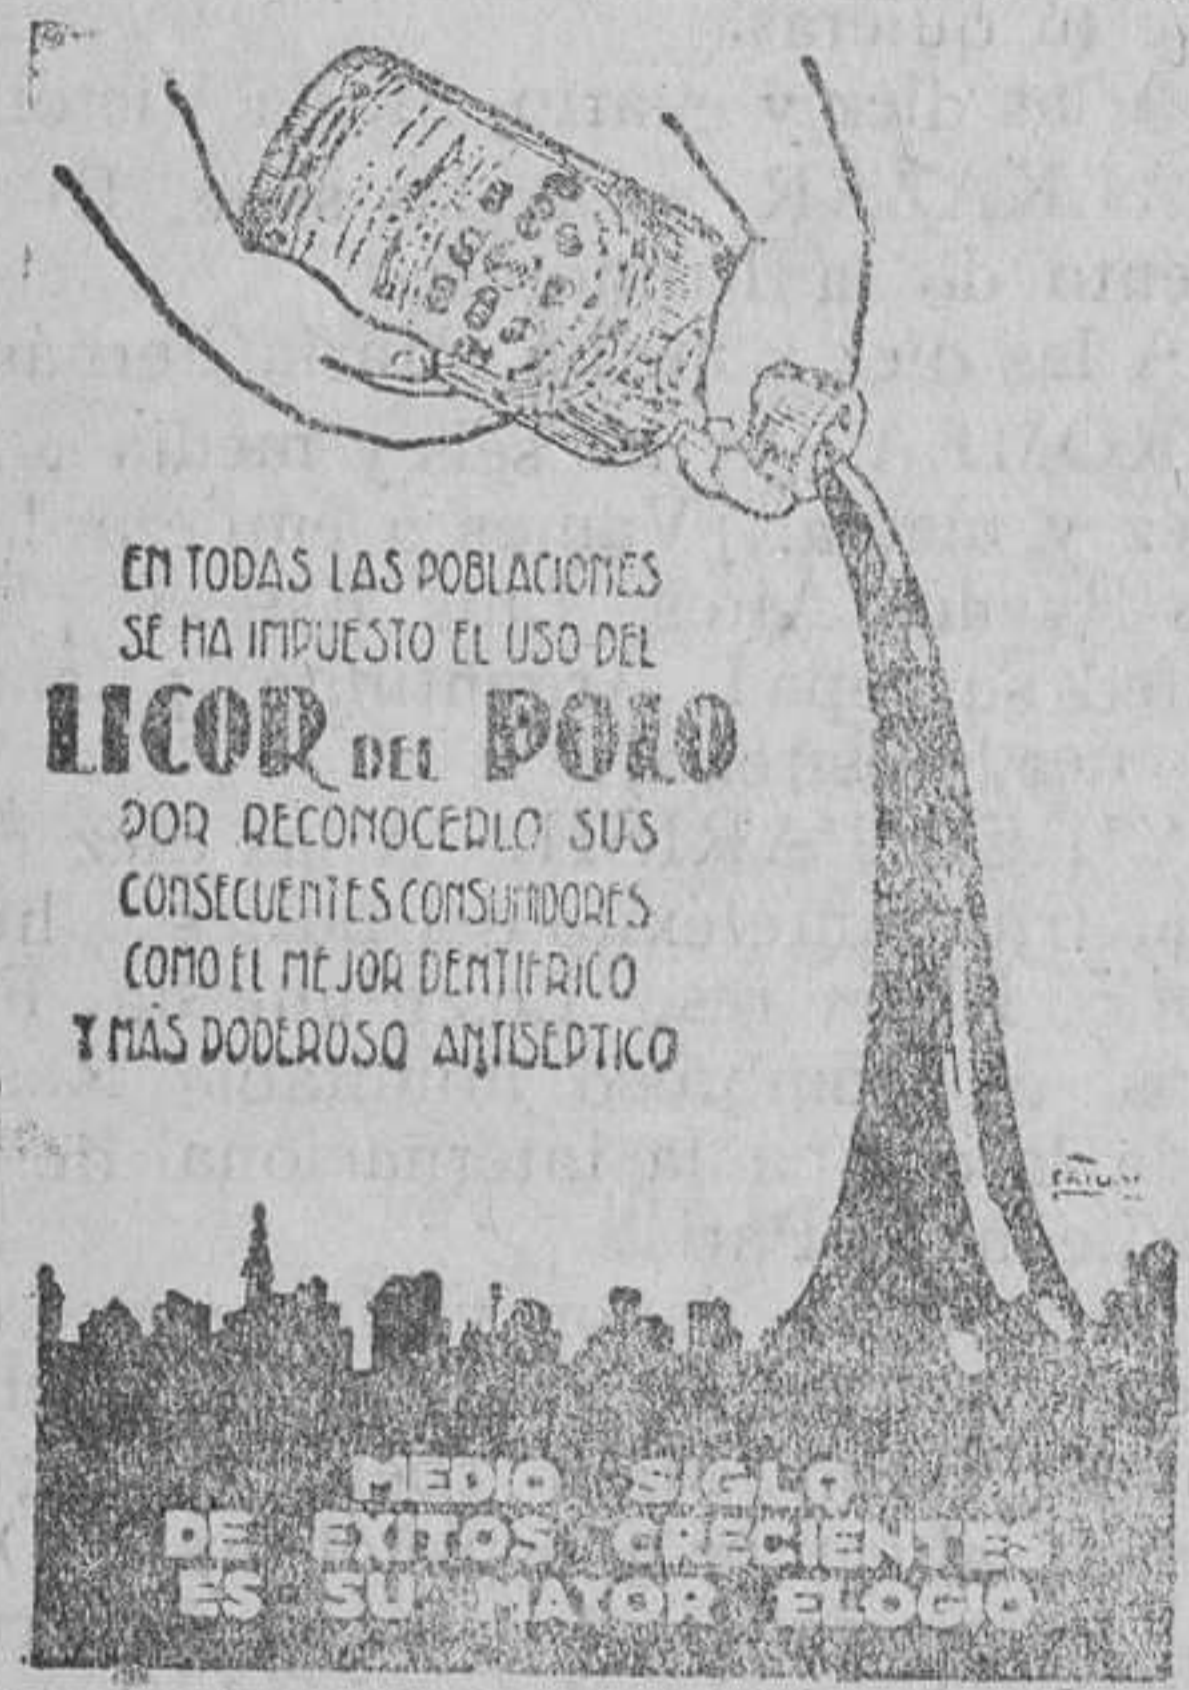 EN TODAS LAS POBLACIONES
SE HA IMPUESTO EL USO DEL
LICOR DEL POLO
POR RECONOCERLO SUS
CONSECUENTES CONSUMIDORES
COMO EL MEJOR DENTIFRICO
Y MÁS PODEROSO ANTISEPTICO
MEDIO SIGLO
DE EXITOS CRECIENTES
ES SU MAYOR ELOGIO